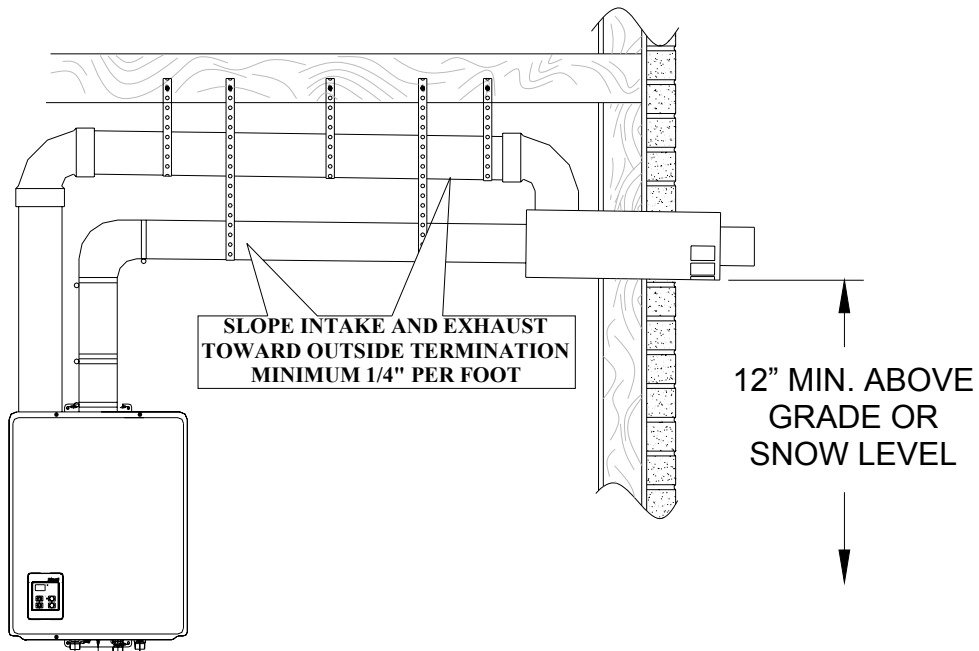 SLOPE INTAKE AND EXHAUST
TOWARD OUTSIDE TERMINATION
MINIMUM 1/4" PER FOOT
12” MIN. ABOVE
GRADE OR
SNOW LEVEL